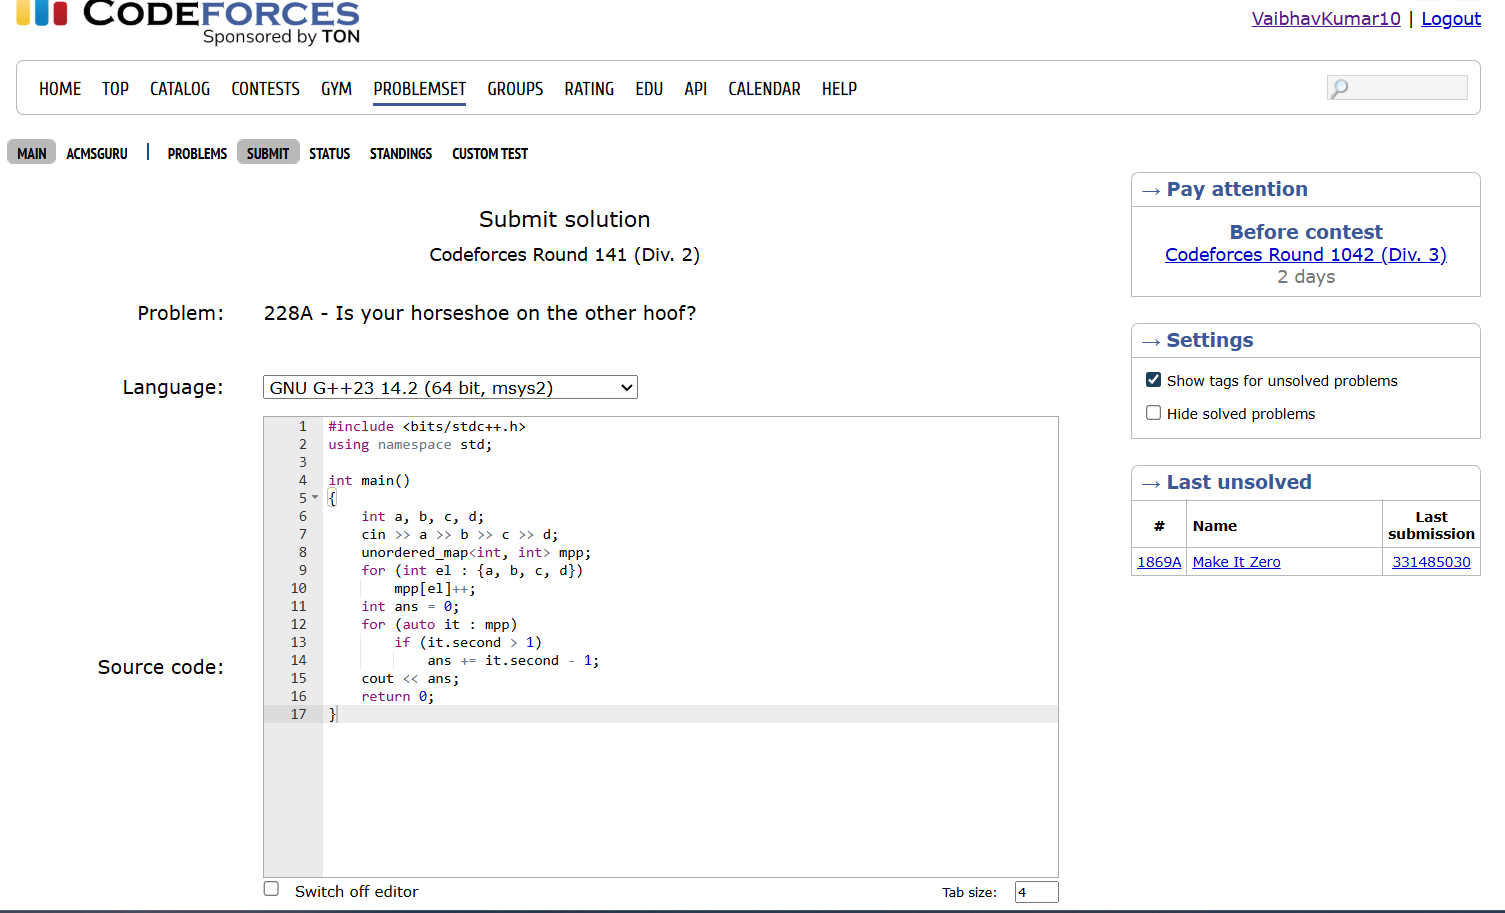 CODEFORCES
Sponsored by TON
VaibhavKumar10 | Logout
HOME TOP CATALOG CONTESTS GYM PROBLEMSET GROUPS RATING EDU API CALENDAR HELP
MAIN ACMSGURU | PROBLEMS SUBMIT STATUS STANDINGS CUSTOM TEST
Submit solution
Codeforces Round 141 (Div. 2)
Problem: 228A - Is your horseshoe on the other hoof?
Language: GNU G++23 14.2 (64 bit, msys2)
Source code:
1 #include <bits/stdc++.h>
2 using namespace std;
3
4 int main()
5 {
6     int a, b, c, d;
7     cin >> a >> b >> c >> d;
8     unordered_map<int, int> mpp;
9     for (int el : {a, b, c, d})
10         mpp[el]++;
11     int ans = 0;
12     for (auto it : mpp)
13         if (it.second > 1)
14             ans += it.second - 1;
15     cout << ans;
16     return 0;
17 }
Switch off editor
Tab size: 4
→ Pay attention
Before contest
Codeforces Round 1042 (Div. 3)
2 days
→ Settings
Show tags for unsolved problems
Hide solved problems
→ Last unsolved
# Name Last submission
1869A Make It Zero 331485030